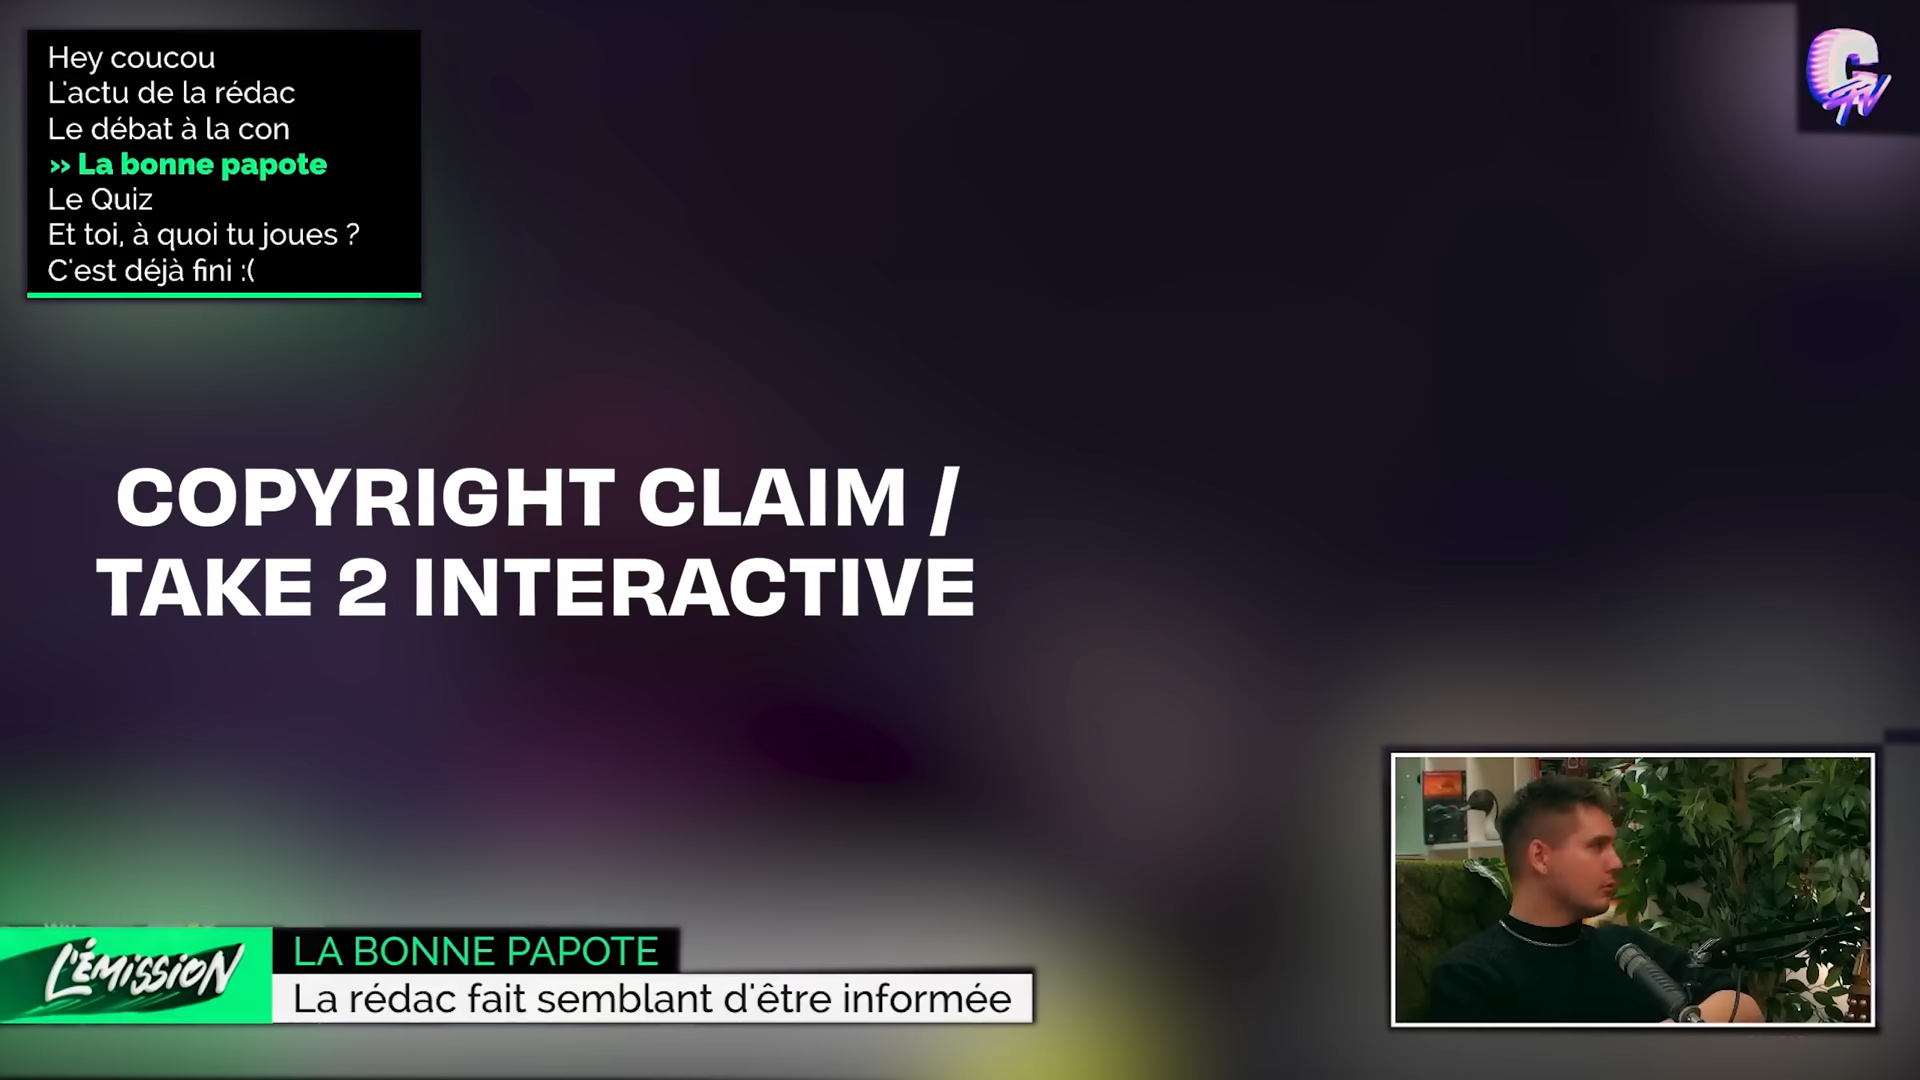 Hey coucou
L'actu de la rédac
Le débat à la con
›› La bonne papote
Le Quiz
Et toi, à quoi tu joues ?
C'est déjà fini :(
CTV
COPYRIGHT CLAIM /
TAKE 2 INTERACTIVE
L'ÉMISSION
LA BONNE PAPOTE
La rédac fait semblant d'être informée